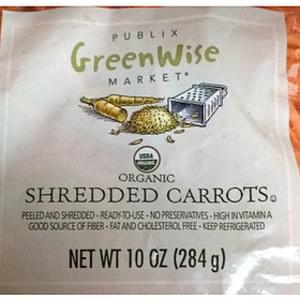 PUBLIX
GreenWise
MARKET®
USDA
ORGANIC
ORGANIC
SHREDDED CARROTS
PEELED AND SHREDDED • READY-TO-USE • NO PRESERVATIVES • HIGH IN VITAMIN A
GOOD SOURCE OF FIBER • FAT AND CHOLESTEROL FREE • KEEP REFRIGERATED
NET WT 10 OZ (284 g)